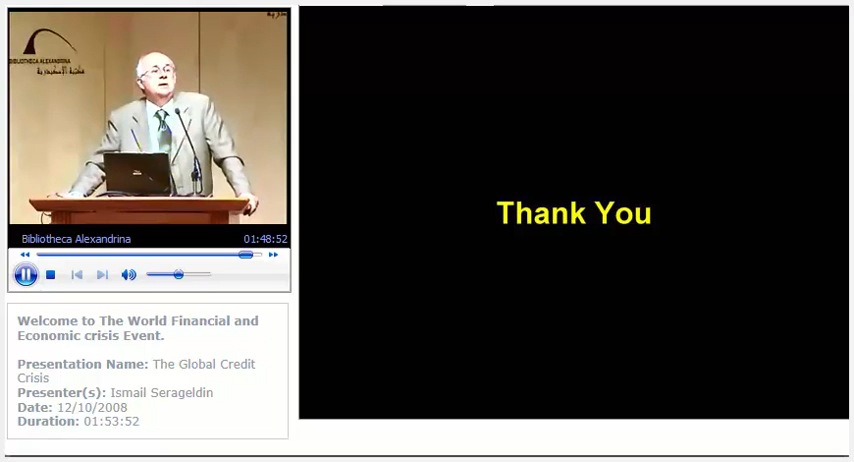 BIBLIOTHECA ALEXANDRINA
مكتبة الإسكندرية
Bibliotheca Alexandrina 01:48:52
Welcome to The World Financial and
Economic crisis Event.
Presentation Name: The Global Credit
Crisis
Presenter(s): Ismail Serageldin
Date: 12/10/2008
Duration: 01:53:52
Thank You